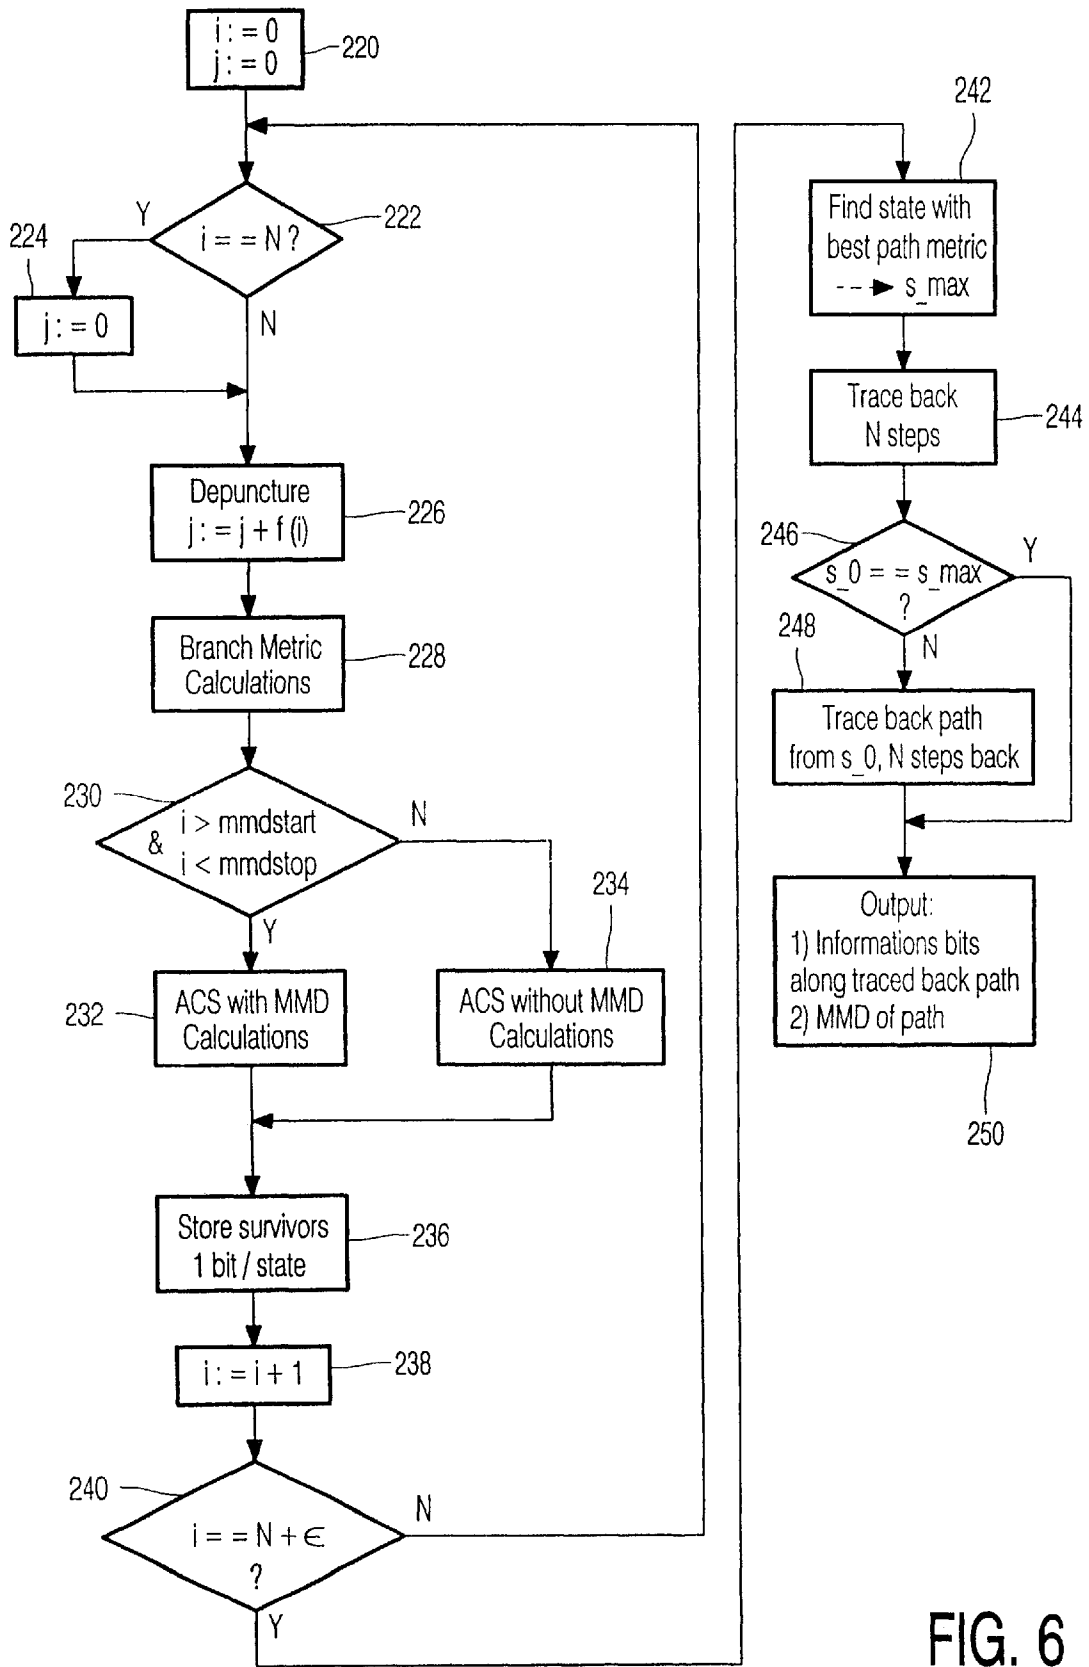 i : = 0
j : = 0
220
Y
i = = N ?
222
224
j : = 0
N
Depuncture
j : = j + f (i)
226
Branch Metric
Calculations
228
230
i > mmdstart
&
i < mmdstop
N
Y
234
232
ACS with MMD
Calculations
ACS without MMD
Calculations
Store survivors
1 bit / state
236
i : = i + 1
238
240
i = = N + ∈
?
N
Y
242
Find state with
best path metric
---► s_max
Trace back
N steps
244
246
s_0 = = s_max
?
Y
N
248
Trace back path
from s_0, N steps back
Output:
1) Informations bits
along traced back path
2) MMD of path
250
FIG. 6